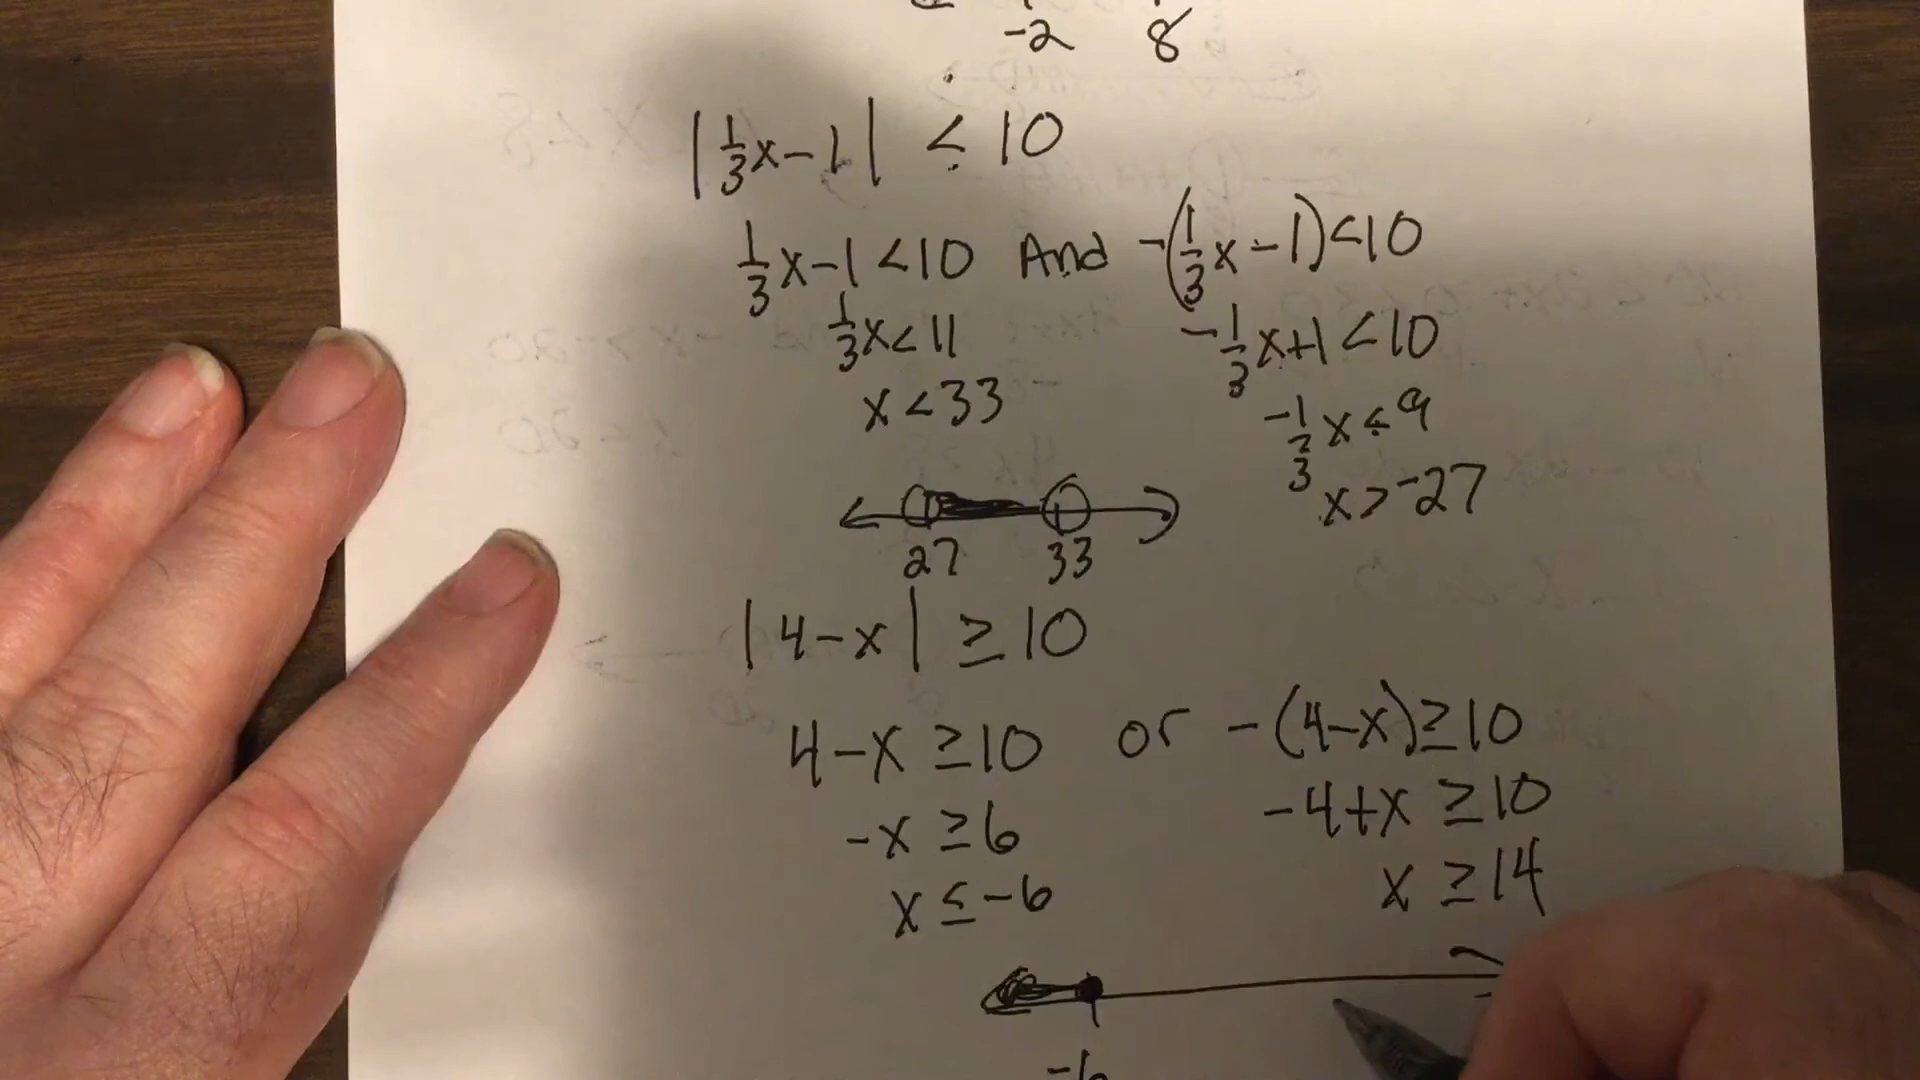 -2 8
|1/3x-1| < 10
1/3x-1<10 And -(1/3x-1)<10
1/3x<11 -1/3x+1<10
x<33 -1/3x<9
x>-27
27 33
|4-x| ≥10
4-x ≥10 or -(4-x)≥10
-x ≥6 -4+x ≥10
x ≤-6 x ≥14
-6